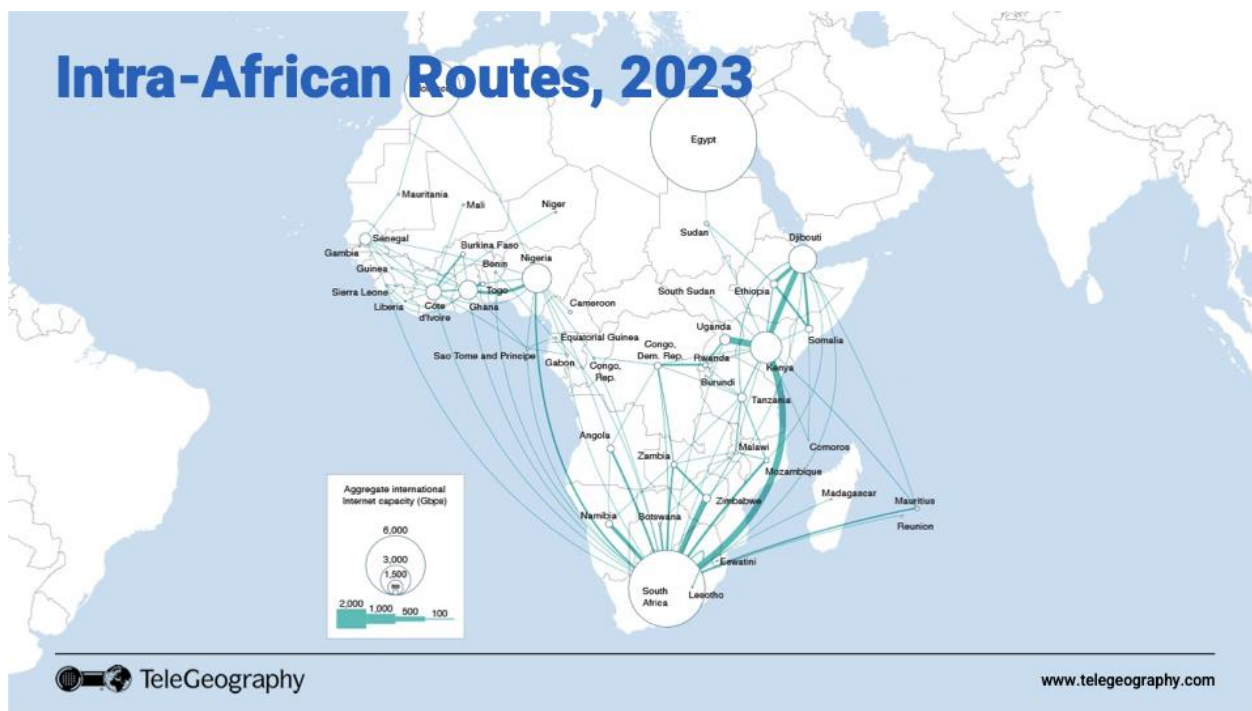 Intra-African Routes, 2023
Egypt
Mauritania
Mali
Niger
Sudan
Djibouti
Senegal
Gambia
Burkina Faso
Benin
Nigeria
Guinea
Sierra Leone
Liberia
Cote
d'Ivoire
Ghana
Togo
Cameroon
South Sudan
Ethiopia
Somalia
Uganda
Equatorial Guinea
Sao Tome and Principe
Gabon
Congo,
Rep.
Congo,
Dem. Rep.
Rwanda
Kenya
Burundi
Tanzania
Angola
Zambia
Malawi
Comoros
Mozambique
Zimbabwe
Madagascar
Mauritius
Reunion
Namibia
Botswana
Eswatini
South
Africa
Lesotho
Aggregate international
Internet capacity (Gbps)
6,000
3,000
1,500
2,000 1,000 500 100
TeleGeography
www.telegeography.com